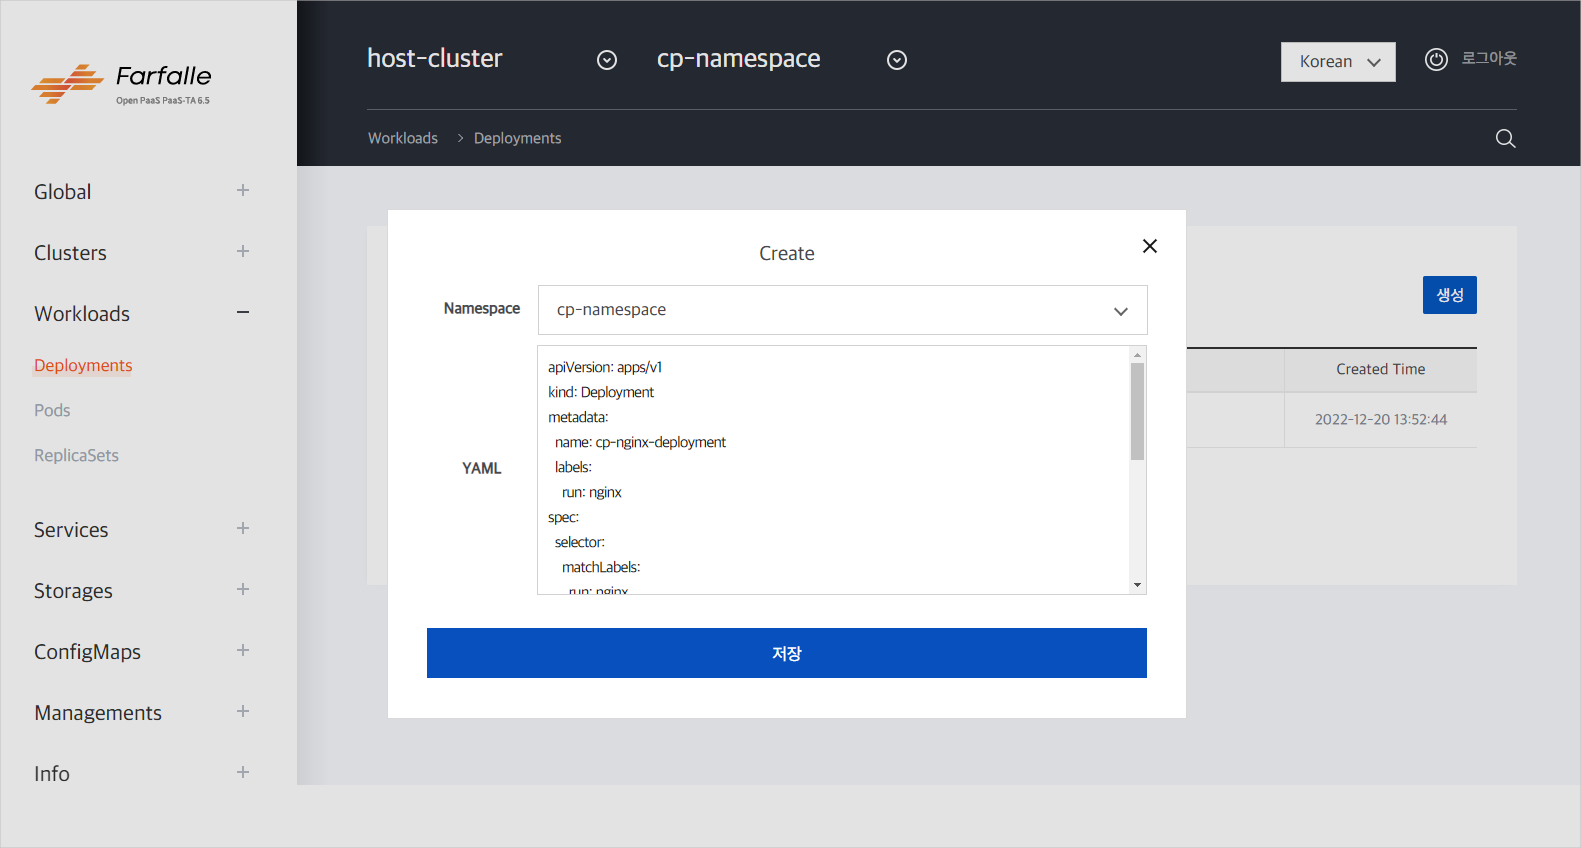 Farfalle
Open PaaS PaaS-TA 6.5
host-cluster
cp-namespace
Korean
로그아웃
Workloads > Deployments
Global
Clusters
Workloads
Deployments
Pods
ReplicaSets
Services
Storages
ConfigMaps
Managements
Info
생성
Created Time
2022-12-20 13:52:44
Create
Namespace
cp-namespace
YAML
apiVersion: apps/v1
kind: Deployment
metadata:
  name: cp-nginx-deployment
  labels:
    run: nginx
spec:
  selector:
    matchLabels:
      run: nginx
저장